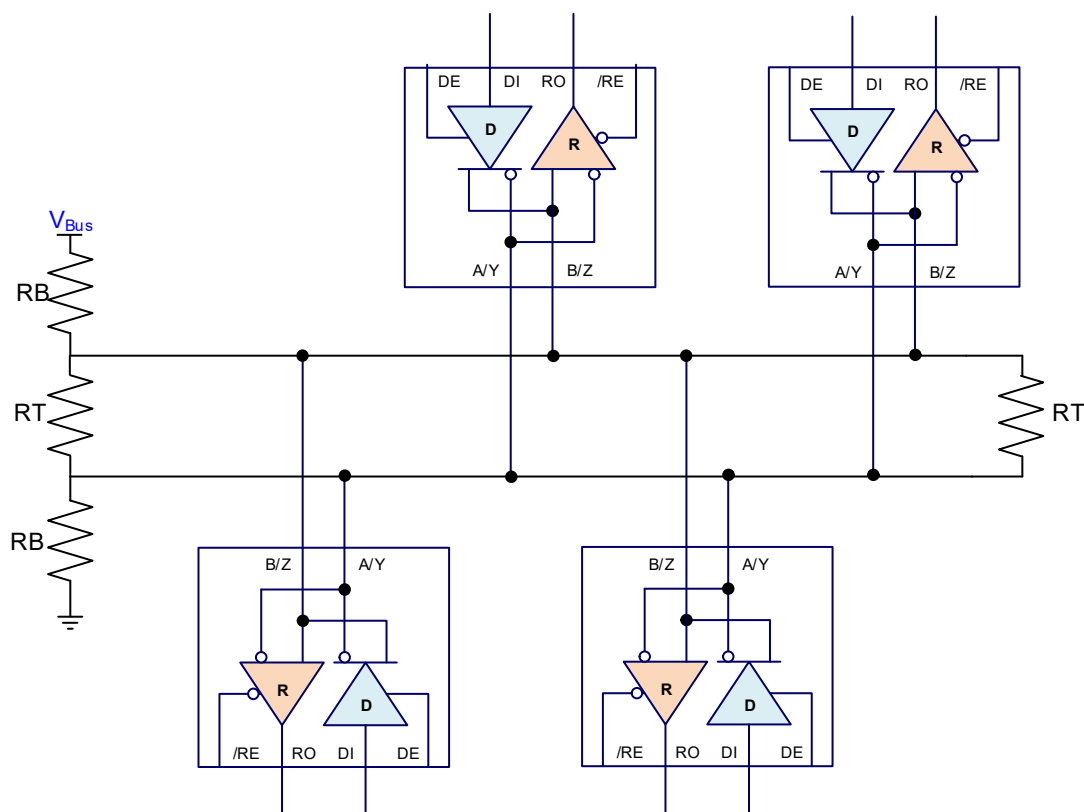 DE DI RO /RE
DE DI RO /RE
D
R
D
R
A/Y B/Z
A/Y B/Z
V_Bus
RB
RT
RT
RB
B/Z A/Y
B/Z A/Y
R
D
R
D
/RE RO DI DE
/RE RO DI DE